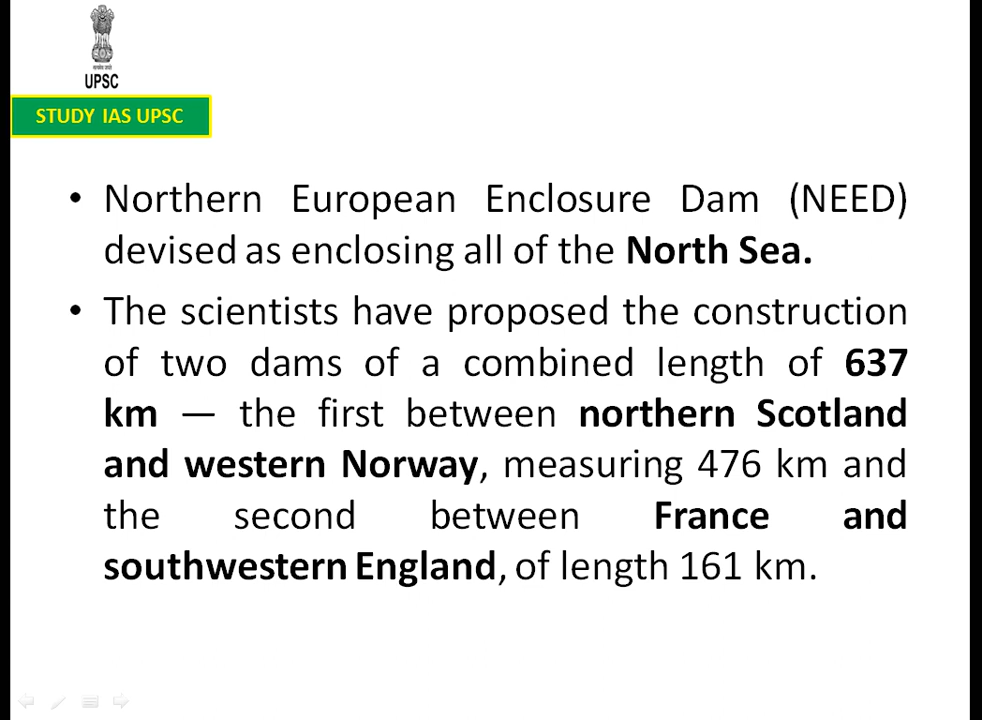 UPSC
STUDY IAS UPSC
• Northern European Enclosure Dam (NEED)
devised as enclosing all of the North Sea.
• The scientists have proposed the construction
of two dams of a combined length of 637
km — the first between northern Scotland
and western Norway, measuring 476 km and
the second between France and
southwestern England, of length 161 km.